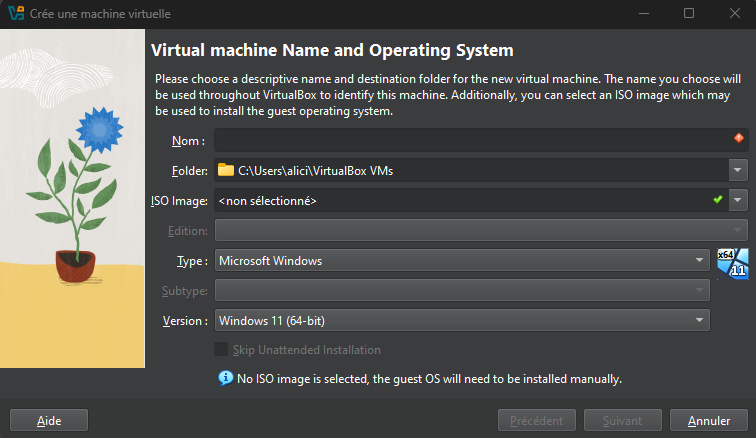 Crée une machine virtuelle
Virtual machine Name and Operating System
Please choose a descriptive name and destination folder for the new virtual machine. The name you choose will
be used throughout VirtualBox to identify this machine. Additionally, you can select an ISO image which may
be used to install the guest operating system.
Nom :
Folder: C:\Users\alici\VirtualBox VMs
ISO Image: <non sélectionné>
Edition:
Type : Microsoft Windows
x64
11
Subtype:
Version : Windows 11 (64-bit)
Skip Unattended Installation
No ISO image is selected, the guest OS will need to be installed manually.
Aide Précédent Suivant Annuler